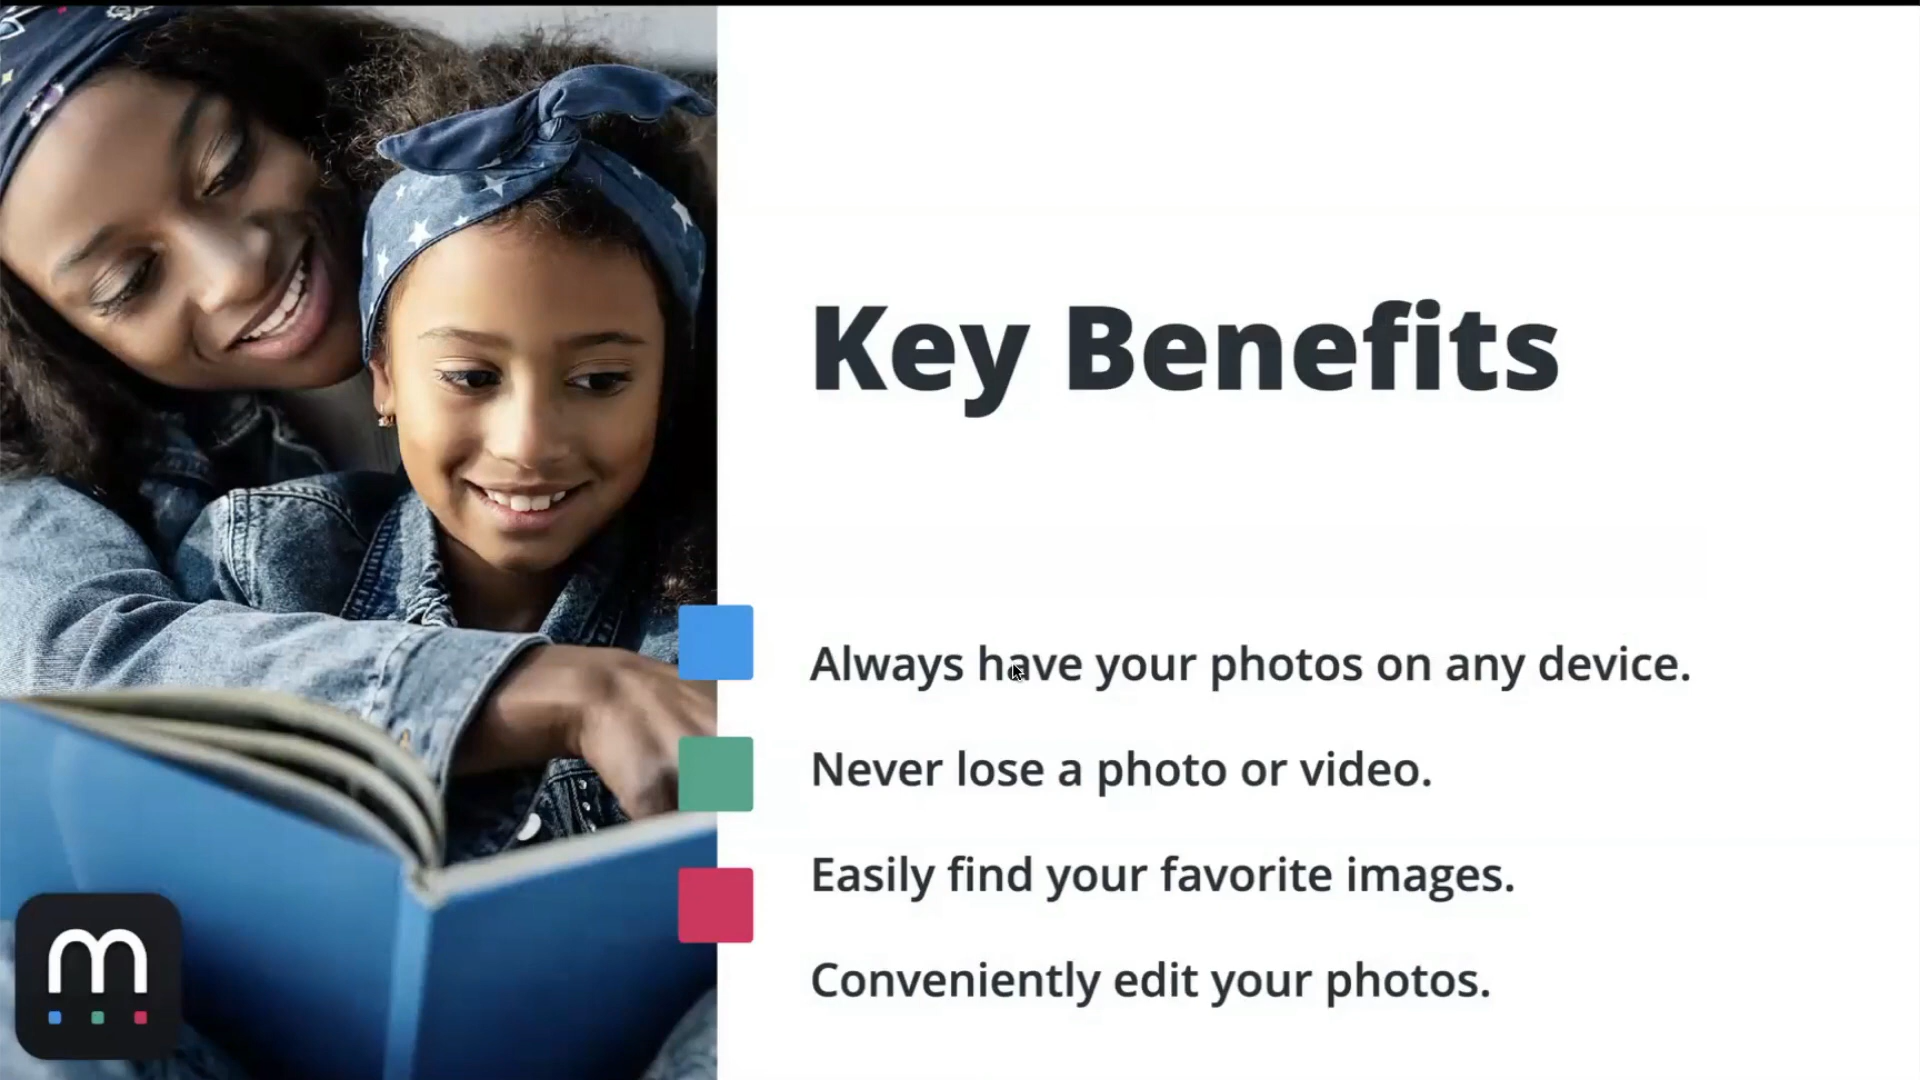 Key Benefits
Always have your photos on any device.
Never lose a photo or video.
Easily find your favorite images.
Conveniently edit your photos.
m